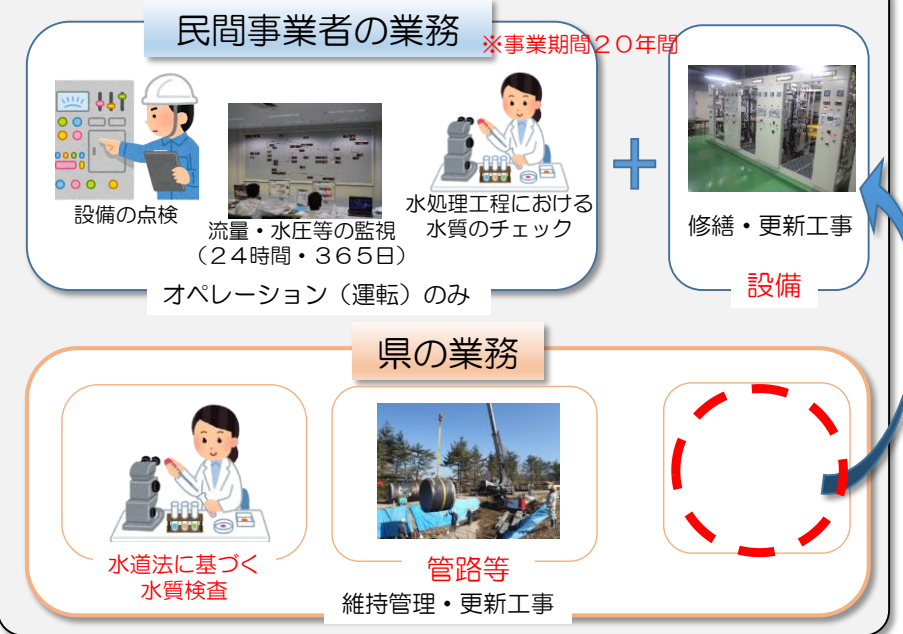 民間事業者の業務
※事業期間２０年間
設備の点検
流量・水圧等の監視
（２４時間・３６５日）
水処理工程における
水質のチェック
オペレーション（運転）のみ
修繕・更新工事
設備
県の業務
水道法に基づく
水質検査
管路等
維持管理・更新工事